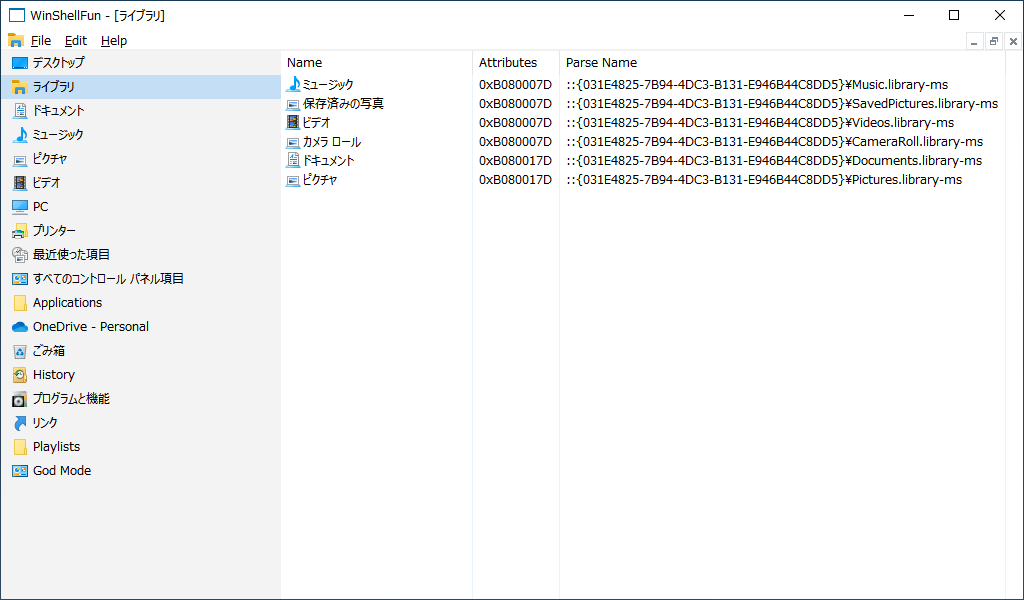 WinShellFun - [ライブラリ]
File Edit Help
デスクトップ
ライブラリ
ドキュメント
ミュージック
ピクチャ
ビデオ
PC
プリンター
最近使った項目
すべてのコントロール パネル項目
Applications
OneDrive - Personal
ごみ箱
History
プログラムと機能
リンク
Playlists
God Mode
Name Attributes Parse Name
ミュージック 0xB080007D ::{031E4825-7B94-4DC3-B131-E946B44C8DD5}¥Music.library-ms
保存済みの写真 0xB080007D ::{031E4825-7B94-4DC3-B131-E946B44C8DD5}¥SavedPictures.library-ms
ビデオ 0xB080007D ::{031E4825-7B94-4DC3-B131-E946B44C8DD5}¥Videos.library-ms
カメラ ロール 0xB080007D ::{031E4825-7B94-4DC3-B131-E946B44C8DD5}¥CameraRoll.library-ms
ドキュメント 0xB080017D ::{031E4825-7B94-4DC3-B131-E946B44C8DD5}¥Documents.library-ms
ピクチャ 0xB080017D ::{031E4825-7B94-4DC3-B131-E946B44C8DD5}¥Pictures.library-ms